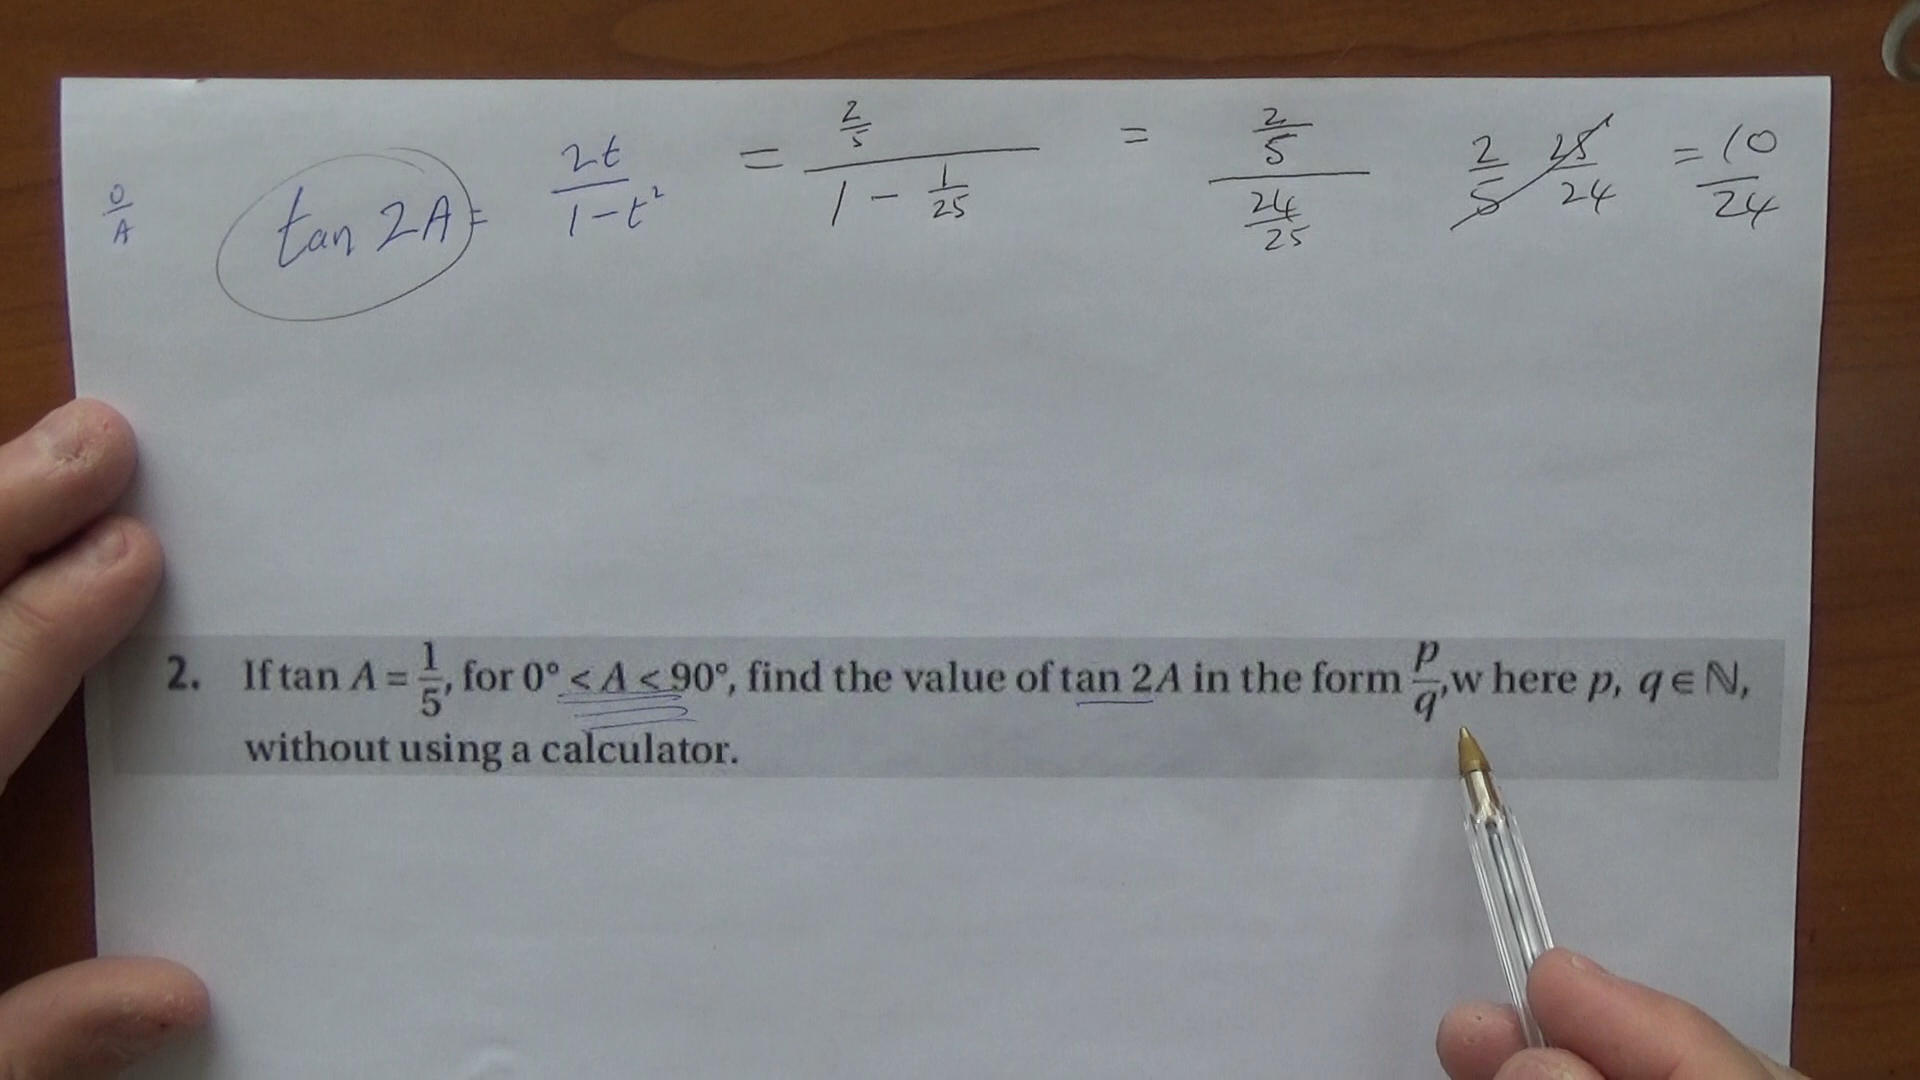 O/A tan 2A = 2t/(1-t²) = (2/5)/(1 - 1/25) = (2/5)/(24/25) 2/5 25/24 = 10/24
2. If tan A = 1/5, for 0° < A < 90°, find the value of tan 2A in the form p/q,w here p, q ∈ ℕ,
without using a calculator.